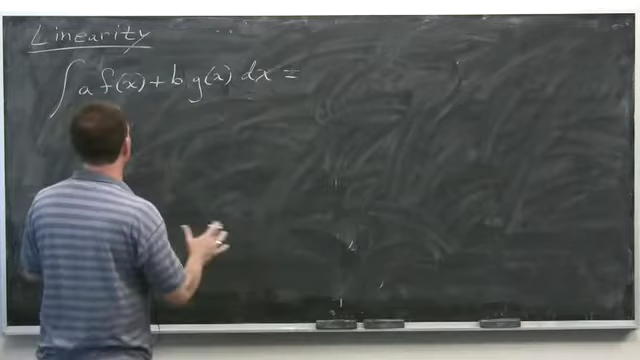 Linearity
∫ a f(x) + b g(x) dx =